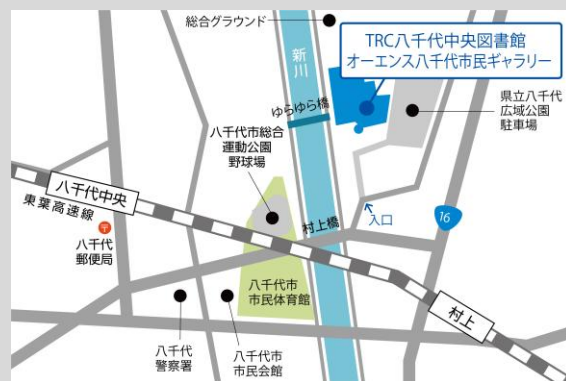 総合グラウンド
TRC八千代中央図書館
オーエンス八千代市民ギャラリー
新川
ゆらゆら橋
県立八千代
広域公園
駐車場
八千代市総合
運動公園
野球場
八千代中央
東葉高速線
村上橋
入口
16
〒
八千代
郵便局
八千代市
市民体育館
村上
八千代
警察署
八千代市
市民会館